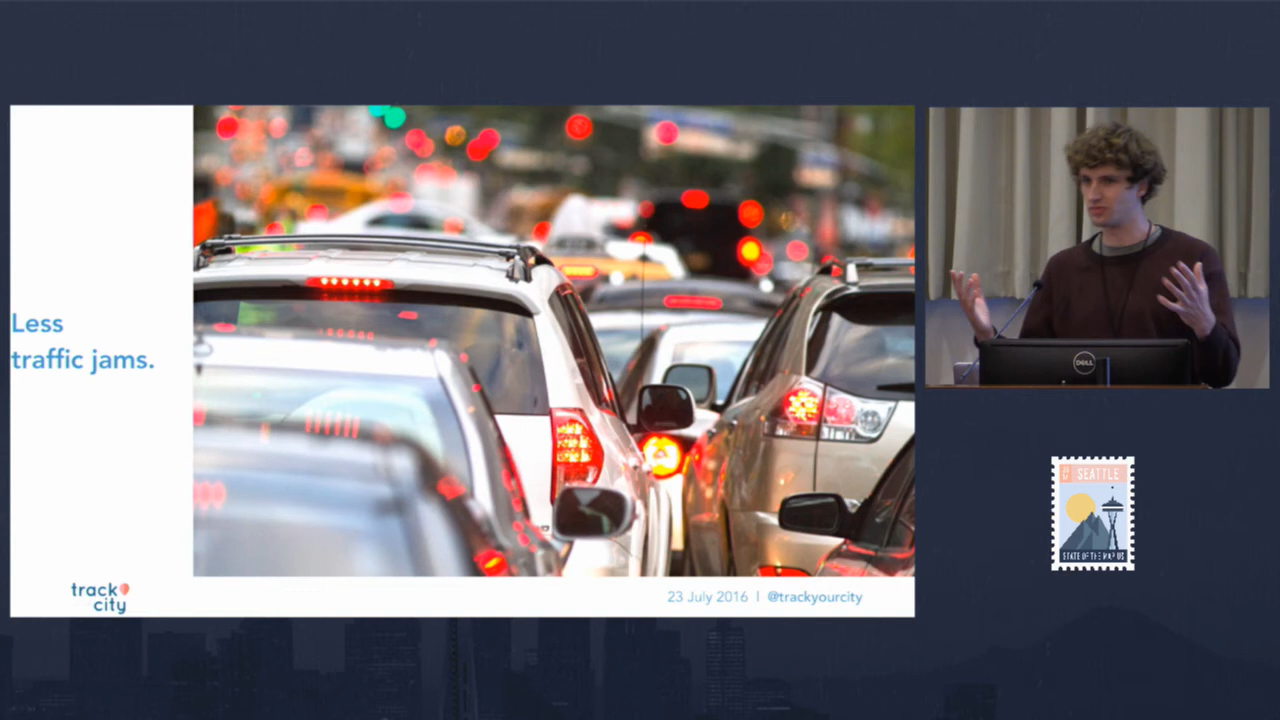 Less
traffic jams.
track
city
23 July 2016 | @trackyourcity
DELL
SEATTLE
STATE OF THE MAP US